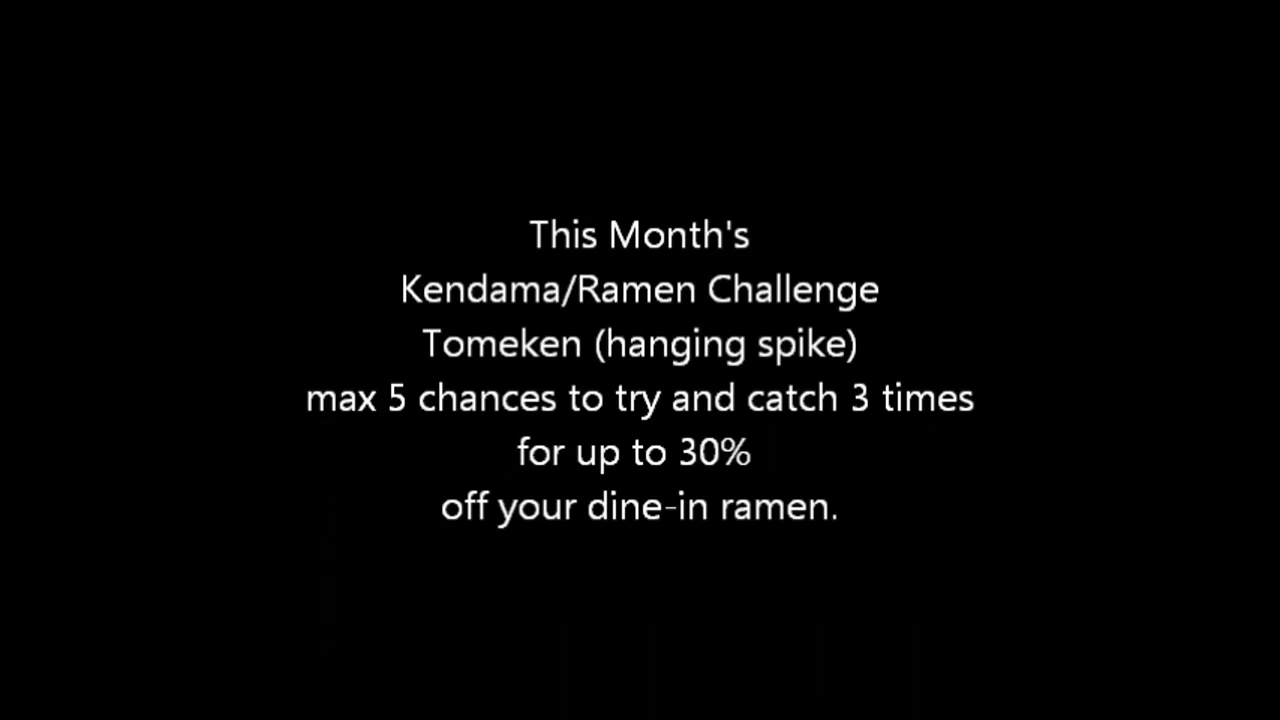 This Month's
Kendama/Ramen Challenge
Tomeken (hanging spike)
max 5 chances to try and catch 3 times
for up to 30%
off your dine-in ramen.